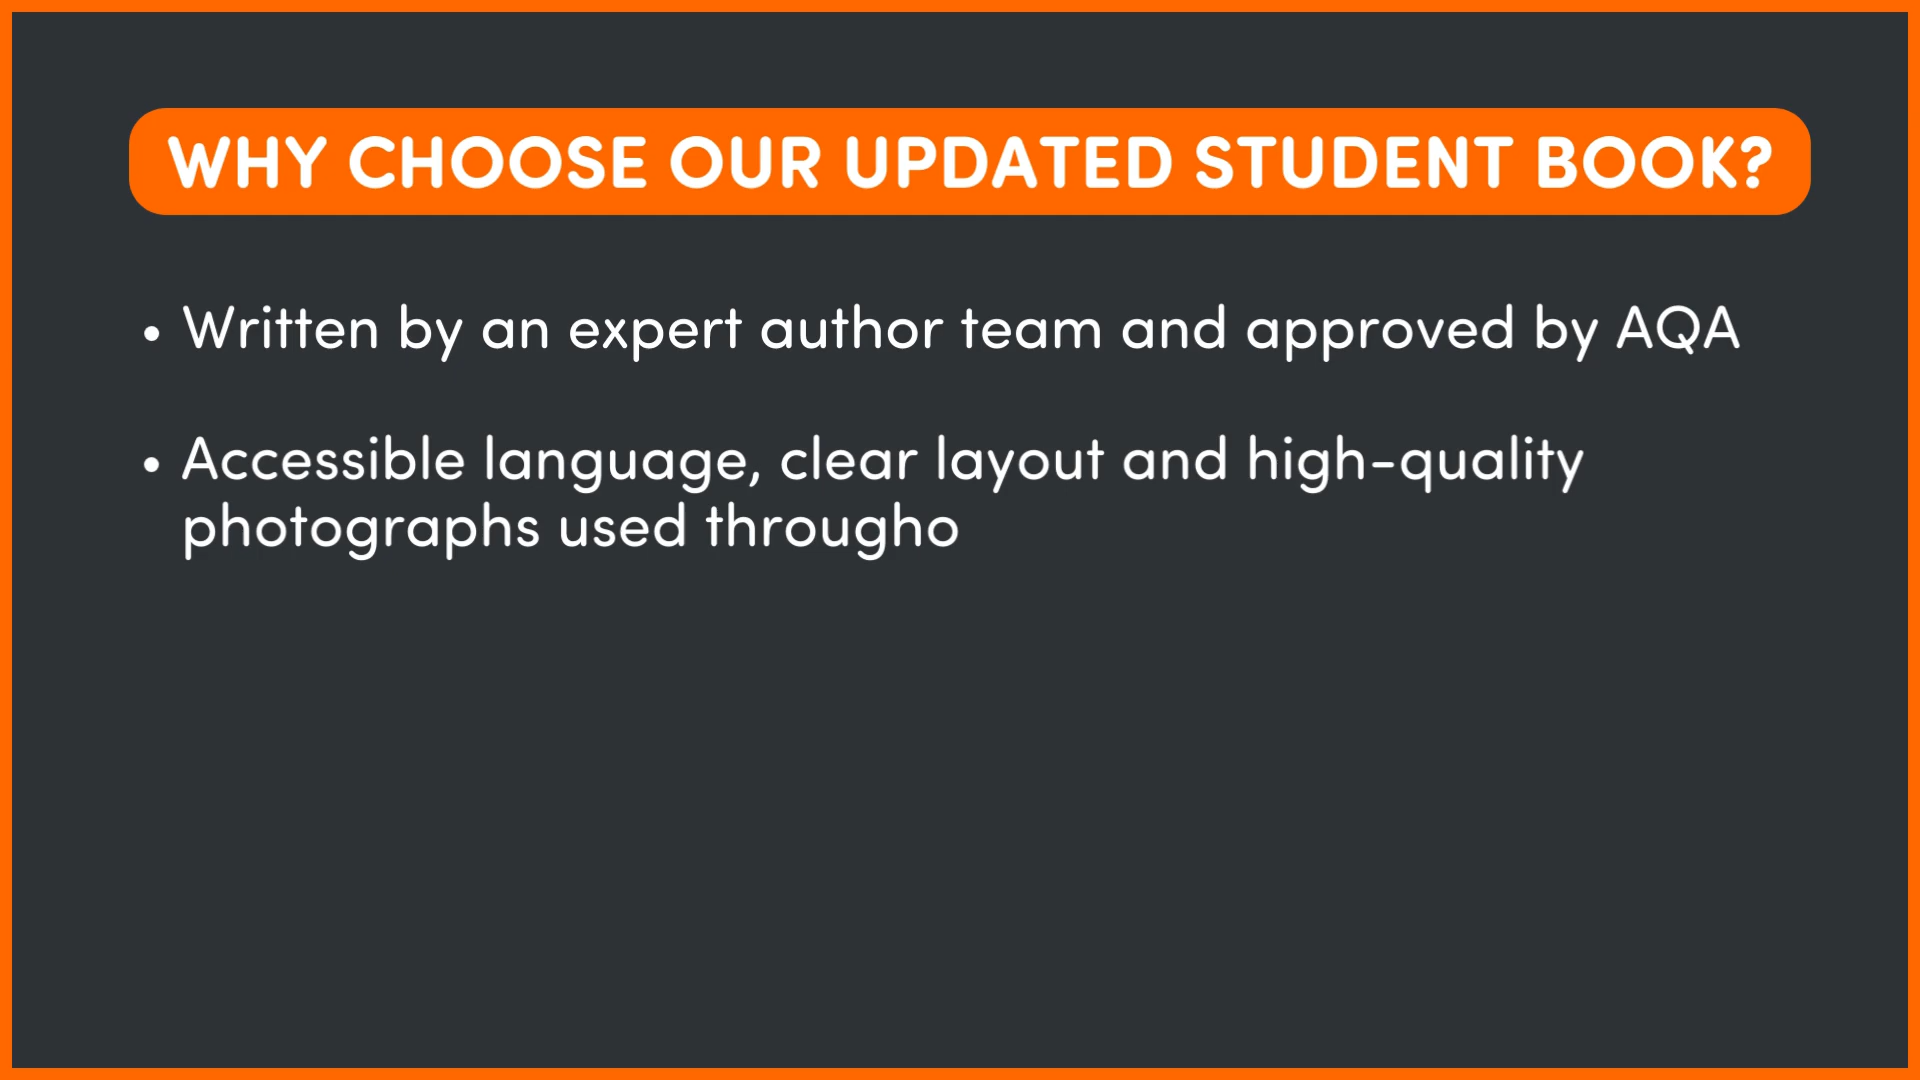 WHY CHOOSE OUR UPDATED STUDENT BOOK?
• Written by an expert author team and approved by AQA
• Accessible language, clear layout and high-quality
photographs used througho